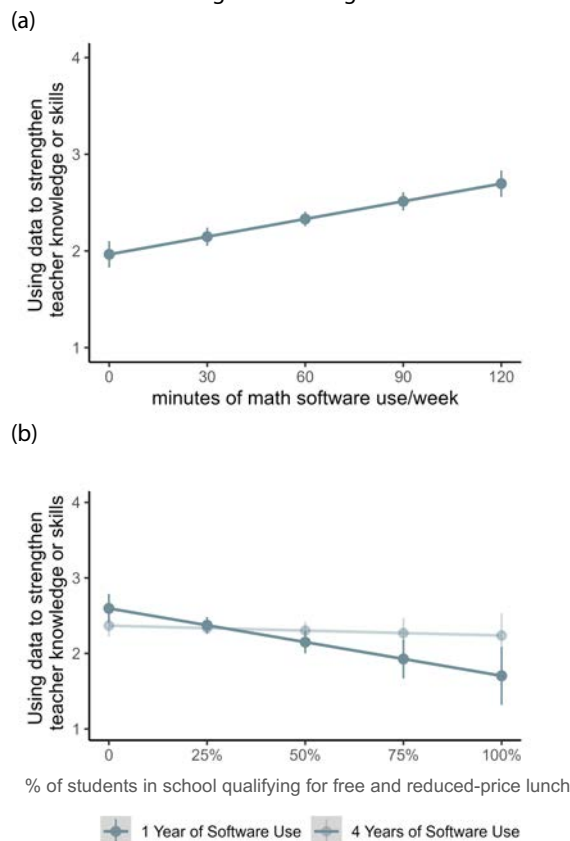 (a)
Using data to strengthen
teacher knowledge or skills
4
3
2
1
0 30 60 90 120
minutes of math software use/week
(b)
Using data to strengthen
teacher knowledge or skills
4
3
2
1
0 25% 50% 75% 100%
% of students in school qualifying for free and reduced-price lunch
1 Year of Software Use 4 Years of Software Use